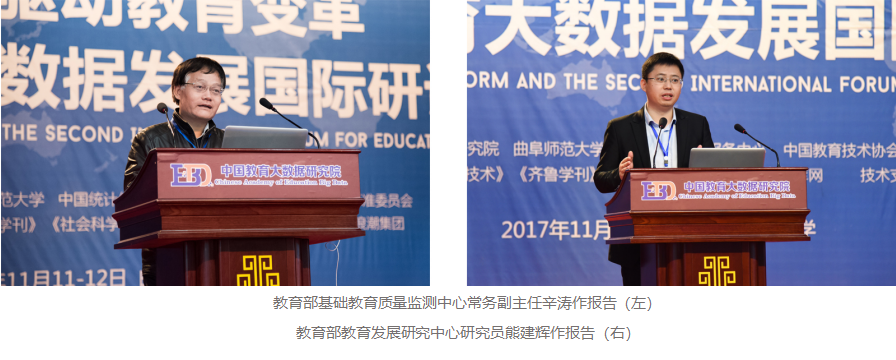 驱动教育变革
数据发展国际研讨
THE SECOND IN
FORUM FOR EDUCAT
EBD
中国教育大数据研究院
Chinese Academy of Education Big Data
范大学 中国统计
准委员会
学刊》《社会科学
浪潮集团
11月11-12日
育大数据发展国
FORM AND THE SECOND INTERNATIONAL FORUM
究院 曲阜师范大学
中国教育技术协会
技术》《齐鲁学刊》
网 技术支
2017年11月
学
EBD
中国教育大数据研究院
Chinese Academy of Education Big Data
教育部基础教育质量监测中心常务副主任辛涛作报告（左）
教育部教育发展研究中心研究员熊建辉作报告（右）